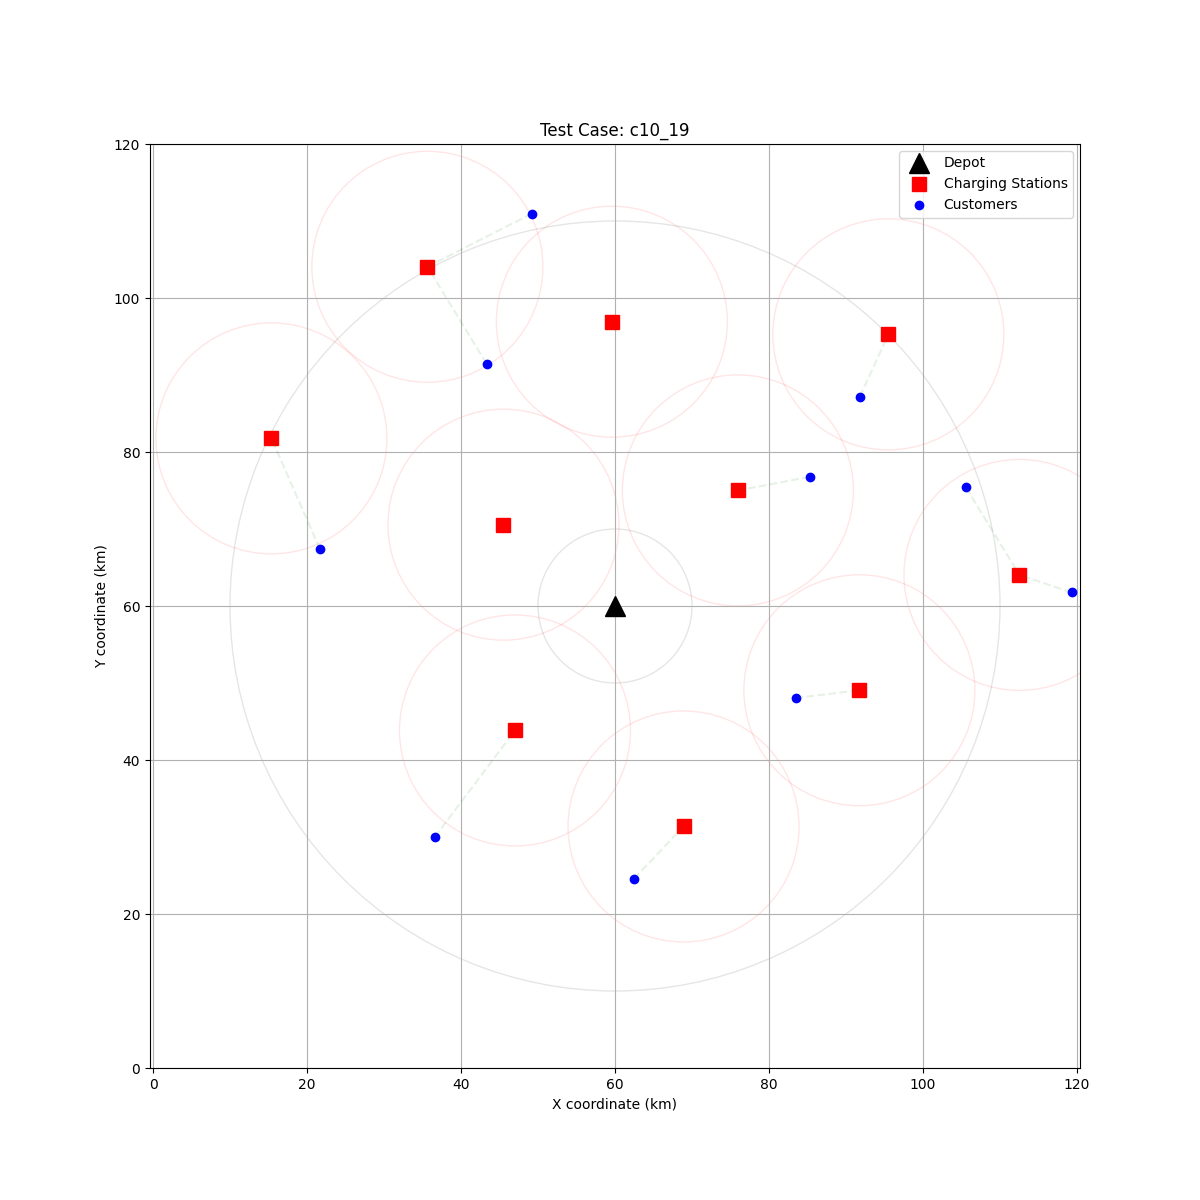 Test Case: c10_19
Depot
Charging Stations
Customers
120
100
80
60
40
20
0
Y coordinate (km)
0 20 40 60 80 100 120
X coordinate (km)